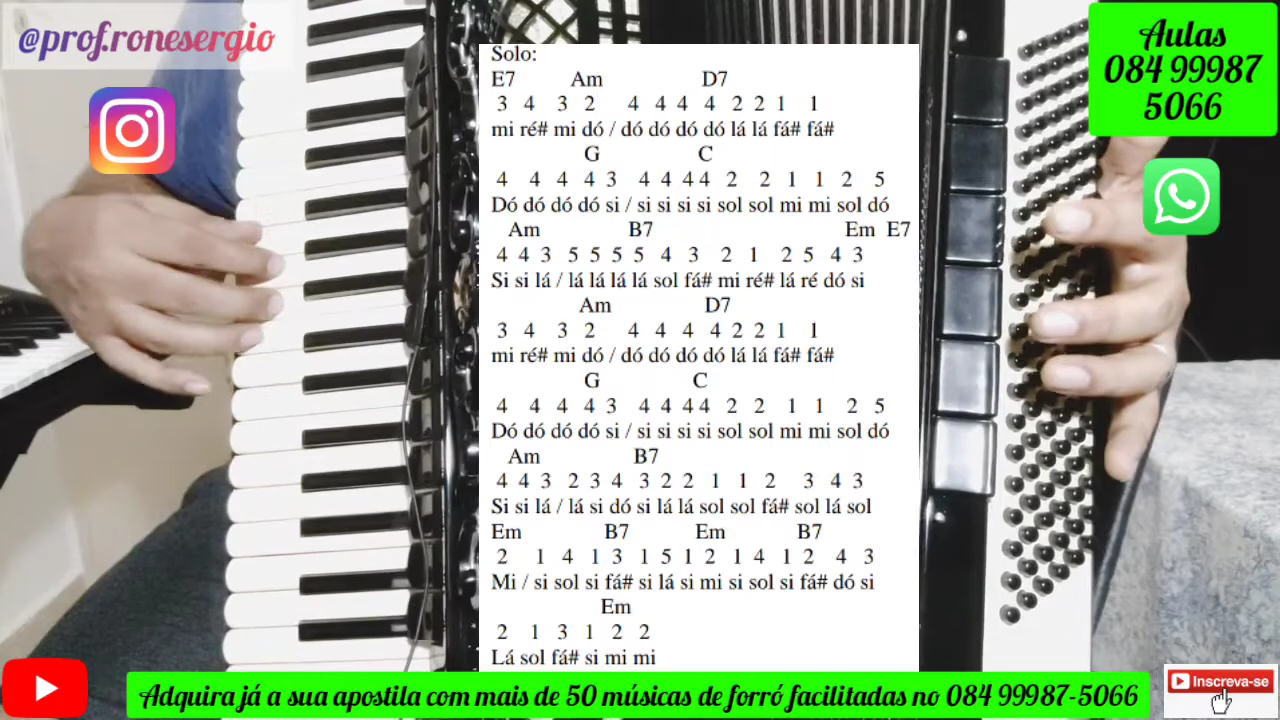 @prof.ronesergio
Aulas
084 99987
5066
Solo:
E7 Am D7
3 4 3 2 4 4 4 4 2 2 1 1
mi ré# mi dó / dó dó dó dó lá lá fá# fá#
G C
4 4 4 4 3 4 4 4 4 2 2 1 1 2 5
Dó dó dó dó si / si si si si sol sol mi mi sol dó
Am B7 Em E7
4 4 3 5 5 5 5 4 3 2 1 2 5 4 3
Si si lá / lá lá lá lá sol fá# mi ré# lá ré dó si
Am D7
3 4 3 2 4 4 4 4 2 2 1 1
mi ré# mi dó / dó dó dó dó lá lá fá# fá#
G C
4 4 4 4 3 4 4 4 4 2 2 1 1 2 5
Dó dó dó dó si / si si si si sol sol mi mi sol dó
Am B7
4 4 3 2 3 4 3 2 2 1 1 2 3 4 3
Si si lá / lá si dó si lá lá sol sol fá# sol lá sol
Em B7 Em B7
2 1 4 1 3 1 5 1 2 1 4 1 2 4 3
Mi / si sol si fá# si lá si mi si sol si fá# dó si
Em
2 1 3 1 2 2
Lá sol fá# si mi mi
Adquira já a sua apostila com mais de 50 músicas de forró facilitadas no 084 99987-5066
Inscreva-se